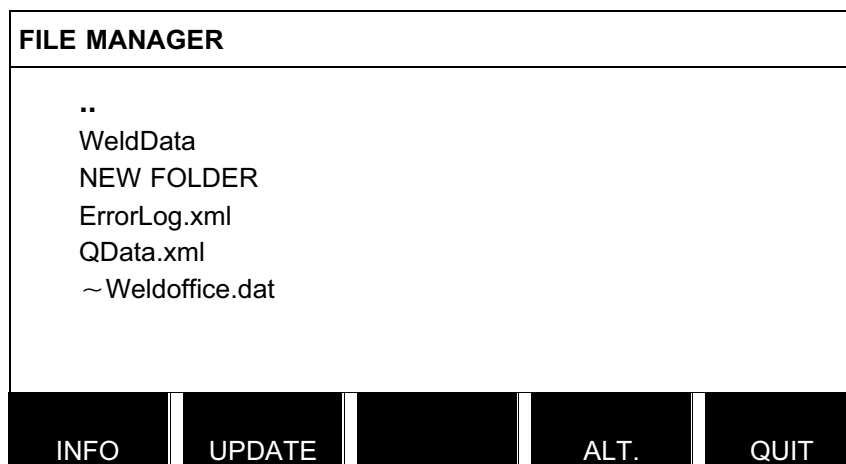 FILE MANAGER
..
WeldData
NEW FOLDER
ErrorLog.xml
QData.xml
~Weldoffice.dat
INFO UPDATE ALT. QUIT